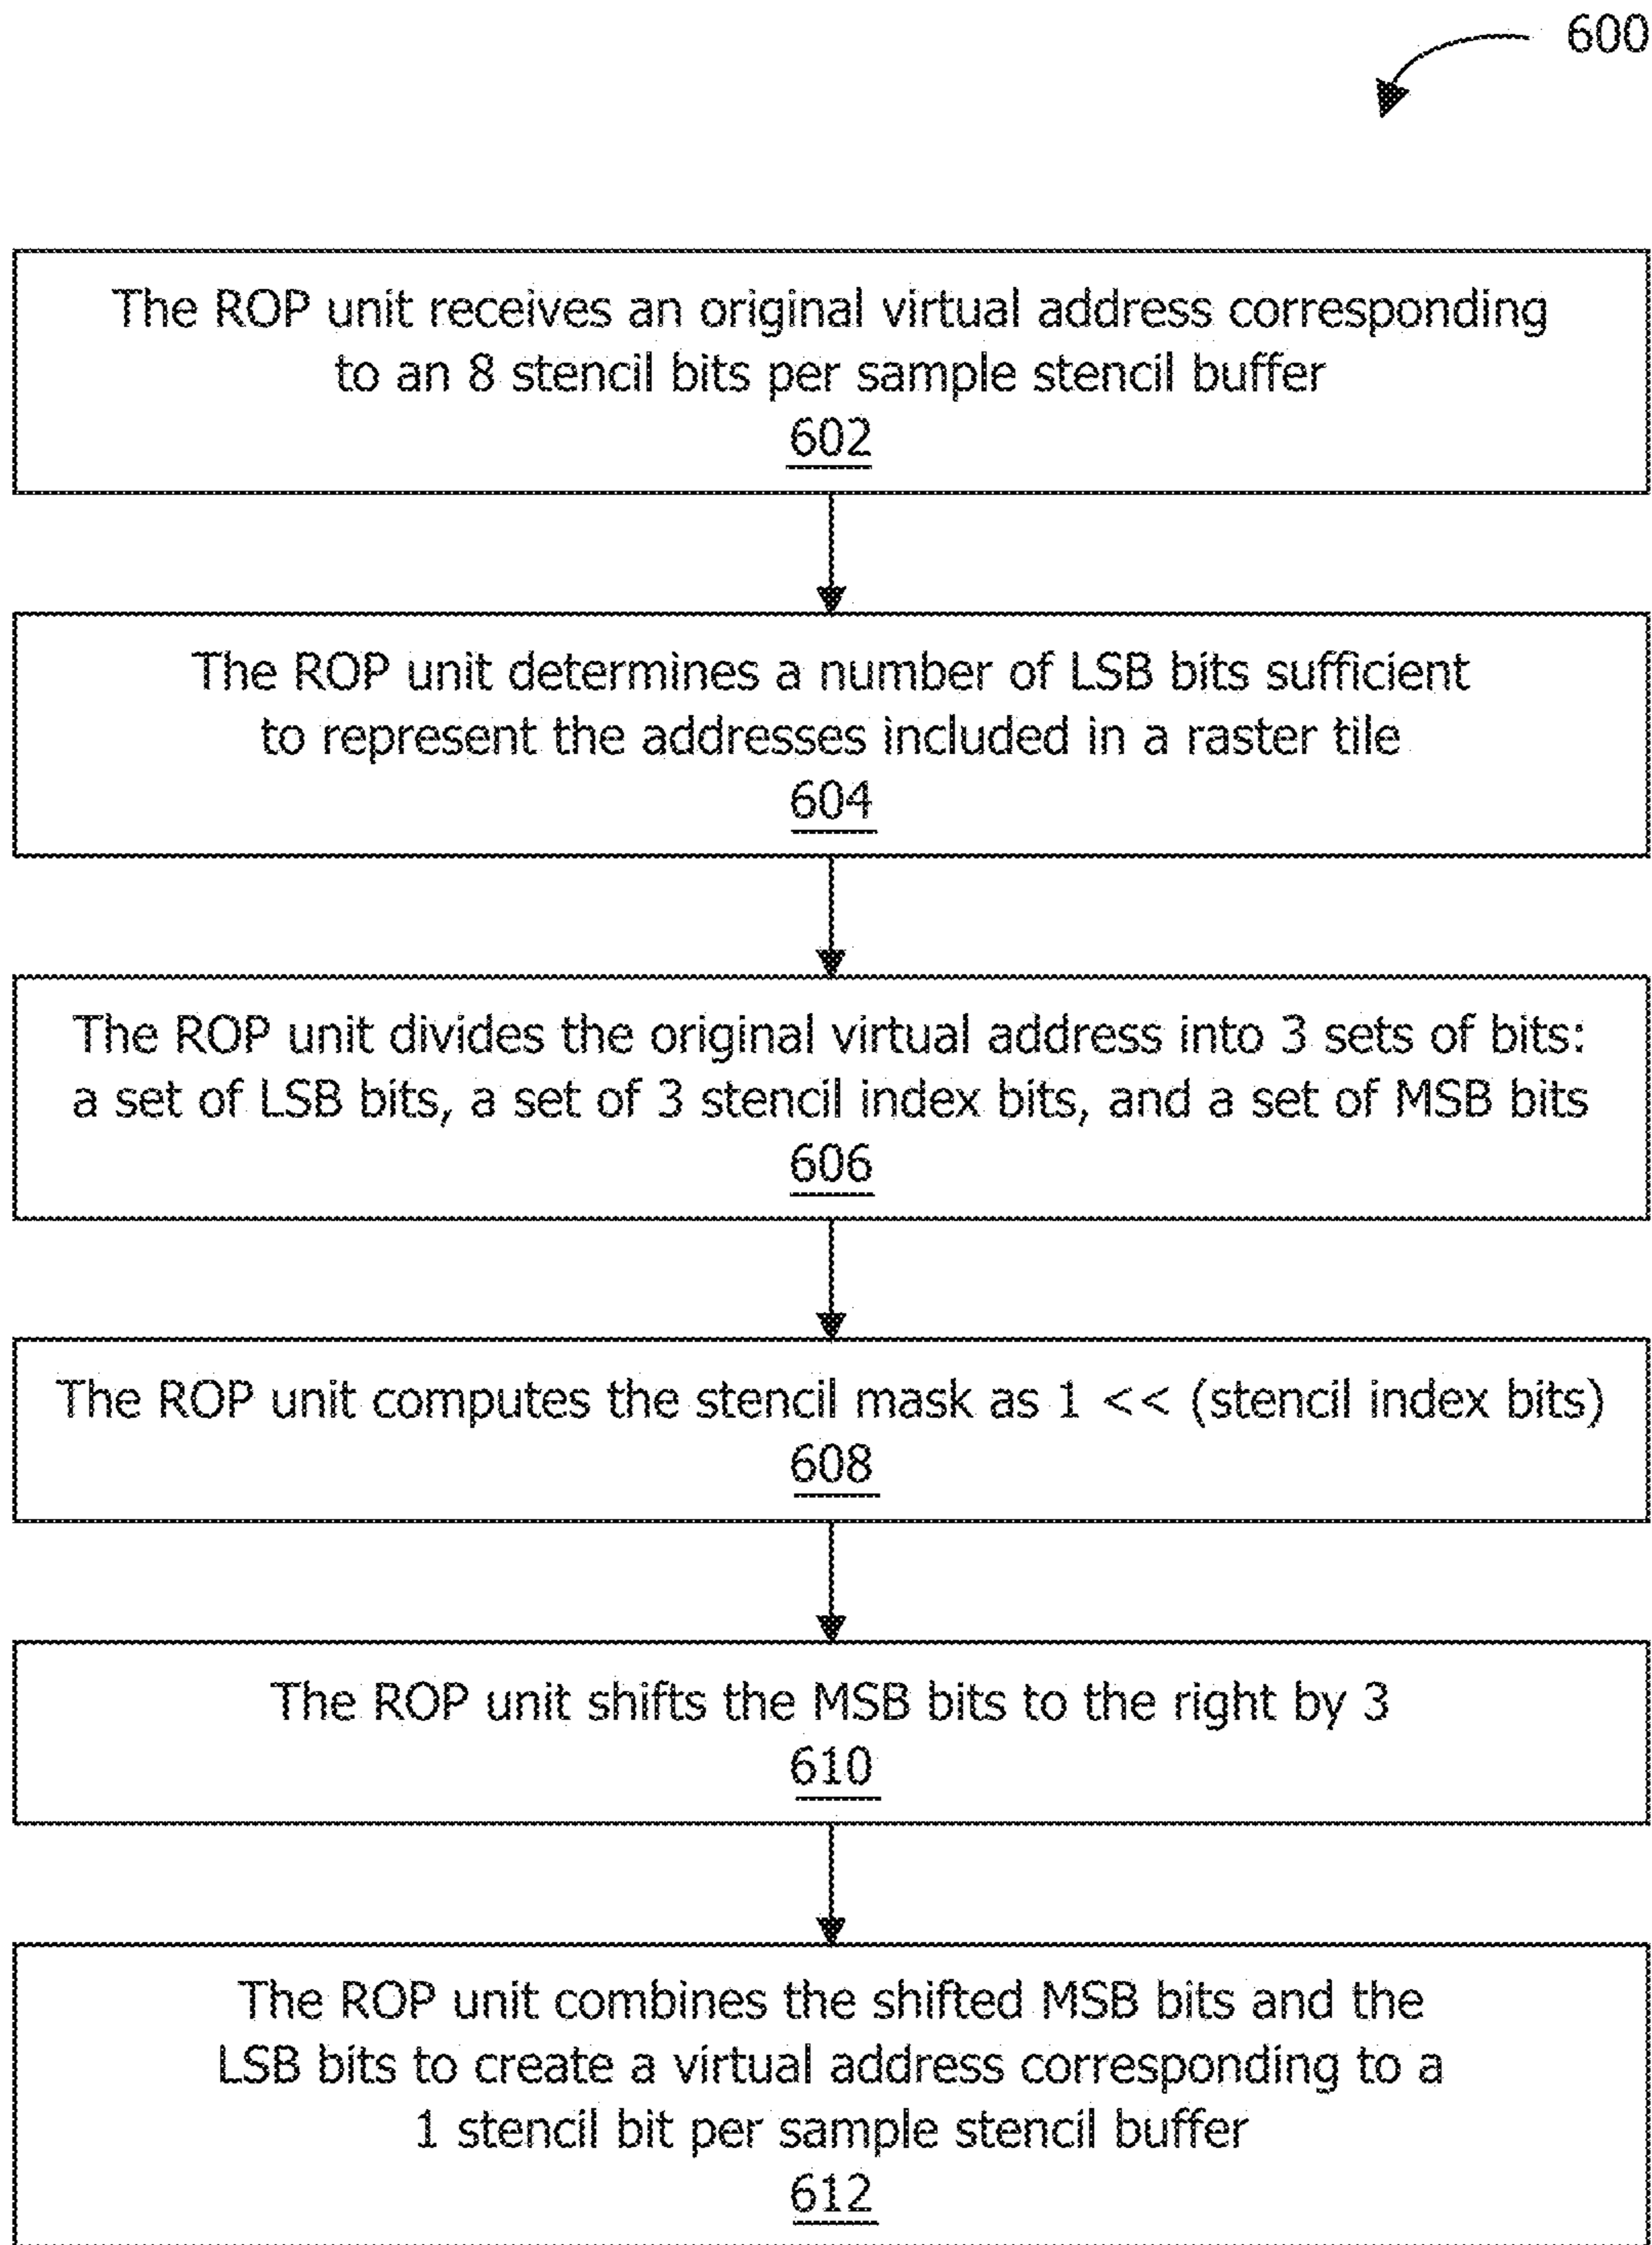 600
The ROP unit receives an original virtual address corresponding
to an 8 stencil bits per sample stencil buffer
602
The ROP unit determines a number of LSB bits sufficient
to represent the addresses included in a raster tile
604
The ROP unit divides the original virtual address into 3 sets of bits:
a set of LSB bits, a set of 3 stencil index bits, and a set of MSB bits
606
The ROP unit computes the stencil mask as 1 << (stencil index bits)
608
The ROP unit shifts the MSB bits to the right by 3
610
The ROP unit combines the shifted MSB bits and the
LSB bits to create a virtual address corresponding to a
1 stencil bit per sample stencil buffer
612